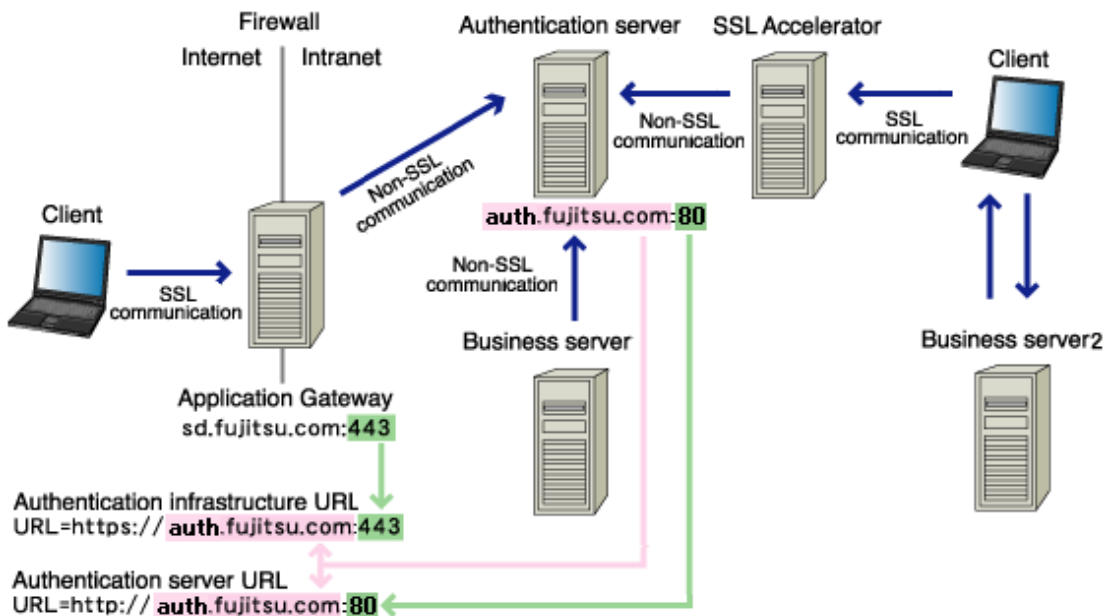 Firewall
Internet
Intranet
Authentication server
SSL Accelerator
Client
Non-SSL
communication
SSL
communication
Non-SSL
communication
Client
SSL
communication
auth.fujitsu.com:80
Non-SSL
communication
Business server
Business server2
Application Gateway
sd.fujitsu.com:443
Authentication infrastructure URL
URL=https://auth.fujitsu.com:443
Authentication server URL
URL=http://auth.fujitsu.com:80